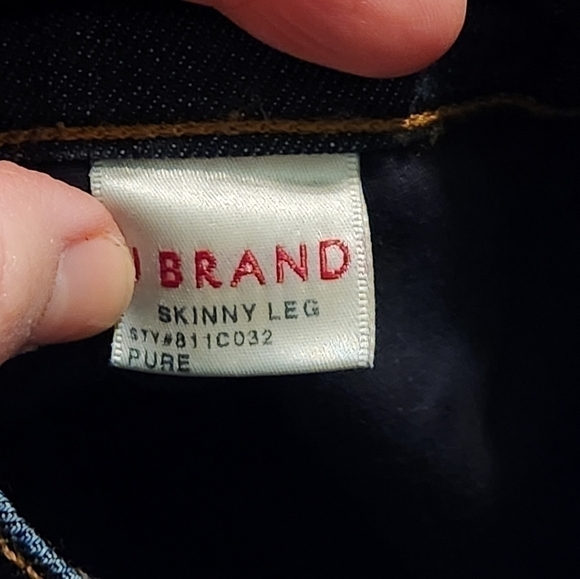 BRAND
SKINNY LEG
STY#811C032
PURE